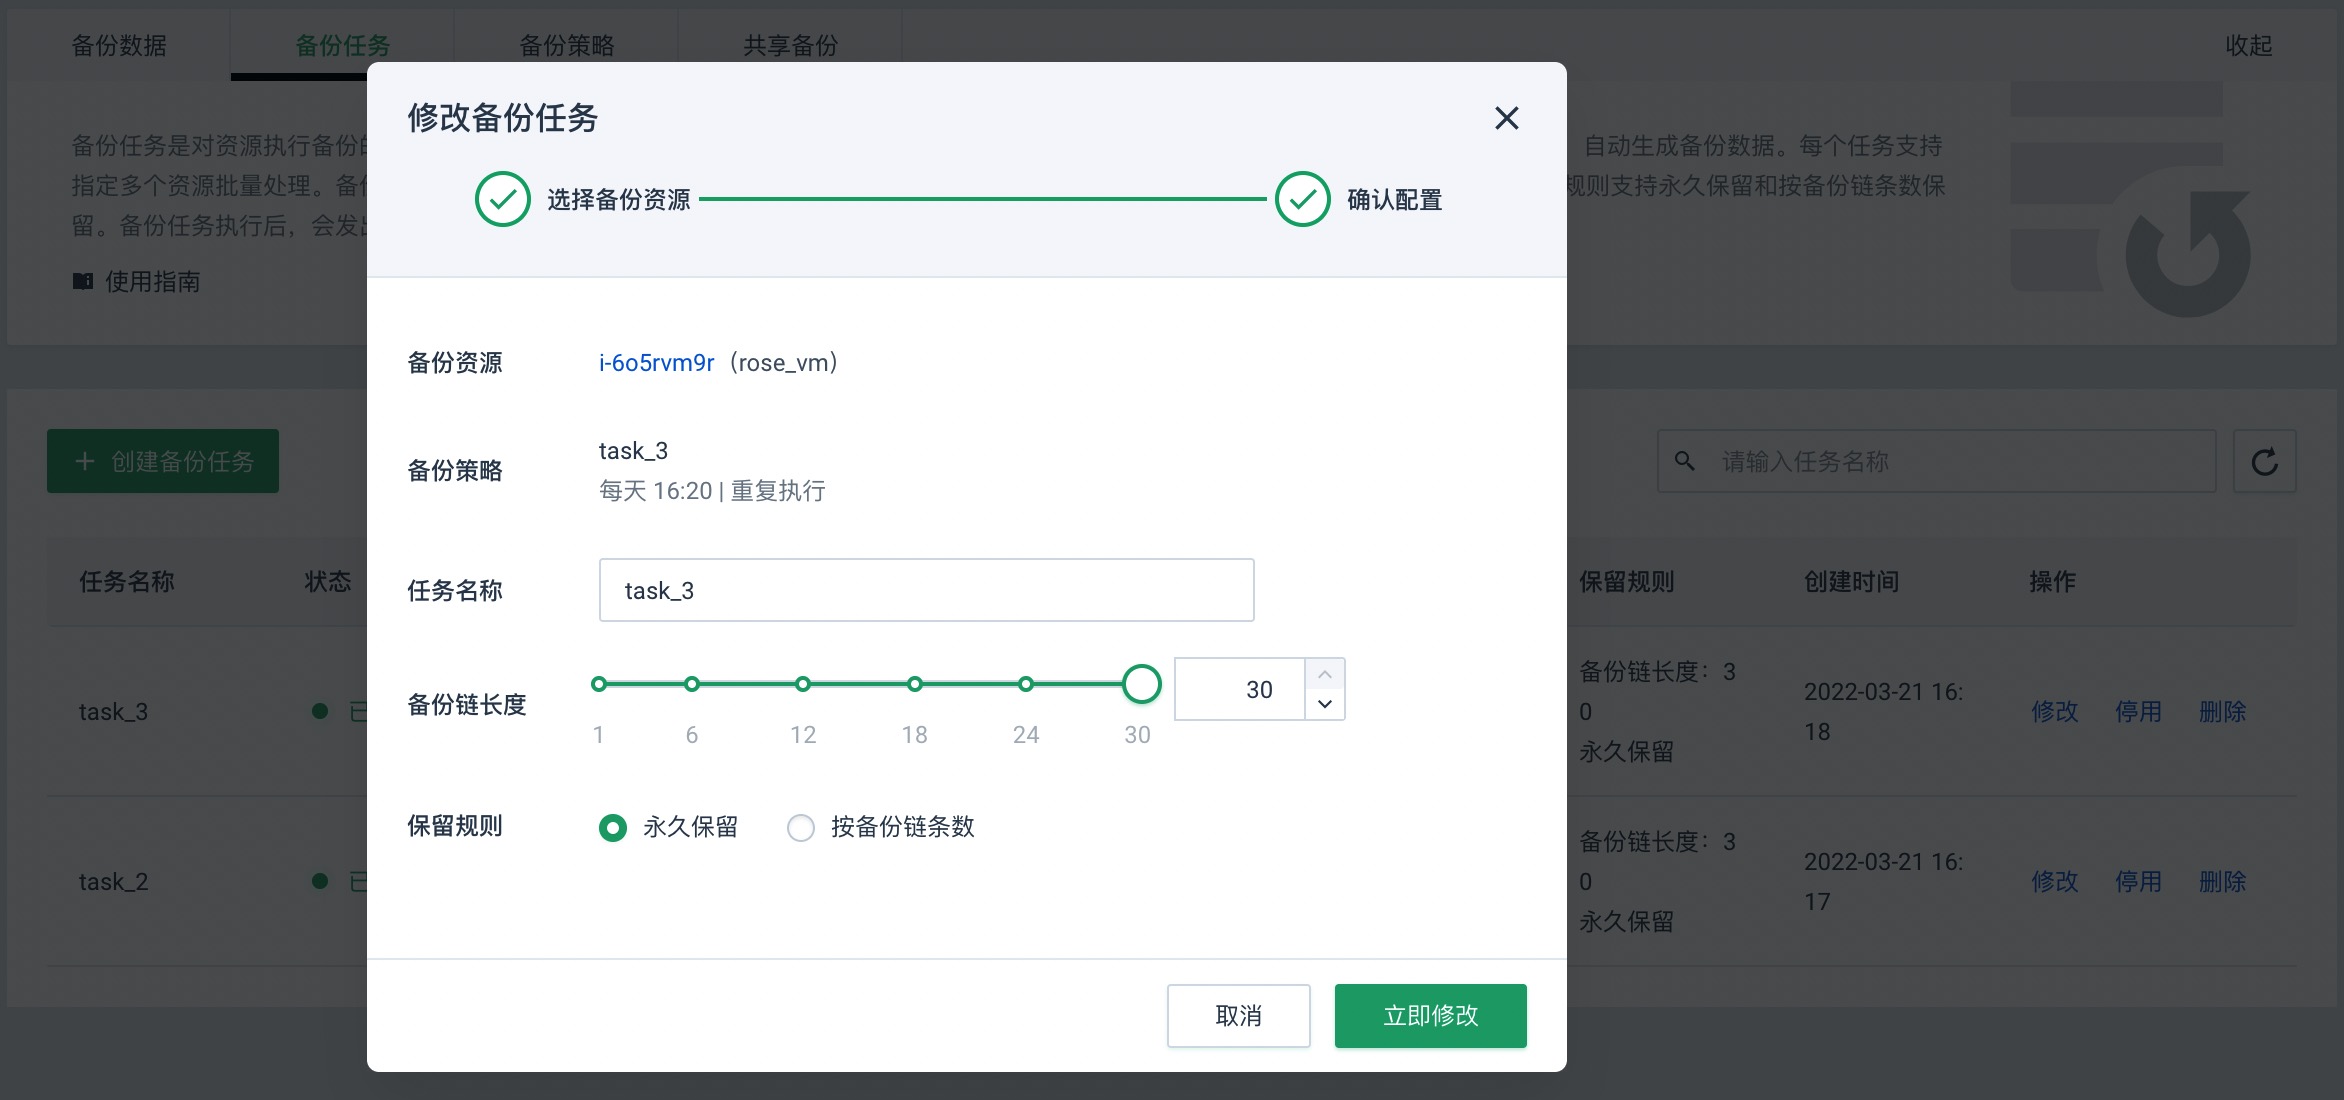 备份数据
备份任务
备份策略
共享备份
收起
修改备份任务
选择备份资源
确认配置
备份任务是对资源执行备份
自动生成备份数据。每个任务支持
指定多个资源批量处理。备
规则支持永久保留和按备份链条数保
留。备份任务执行后，会发
使用指南
备份资源
i-6o5rvm9r（rose_vm）
备份策略
task_3
每天 16:20 | 重复执行
创建备份任务
请输入任务名称
任务名称
task_3
备份链长度
1
6
12
18
24
30
30
保留规则
永久保留
按备份链条数
取消
立即修改
任务名称
状态
保留规则
创建时间
操作
task_3
备份链长度：3
0
永久保留
2022-03-21 16:
18
修改
停用
删除
task_2
备份链长度：3
0
永久保留
2022-03-21 16:
17
修改
停用
删除